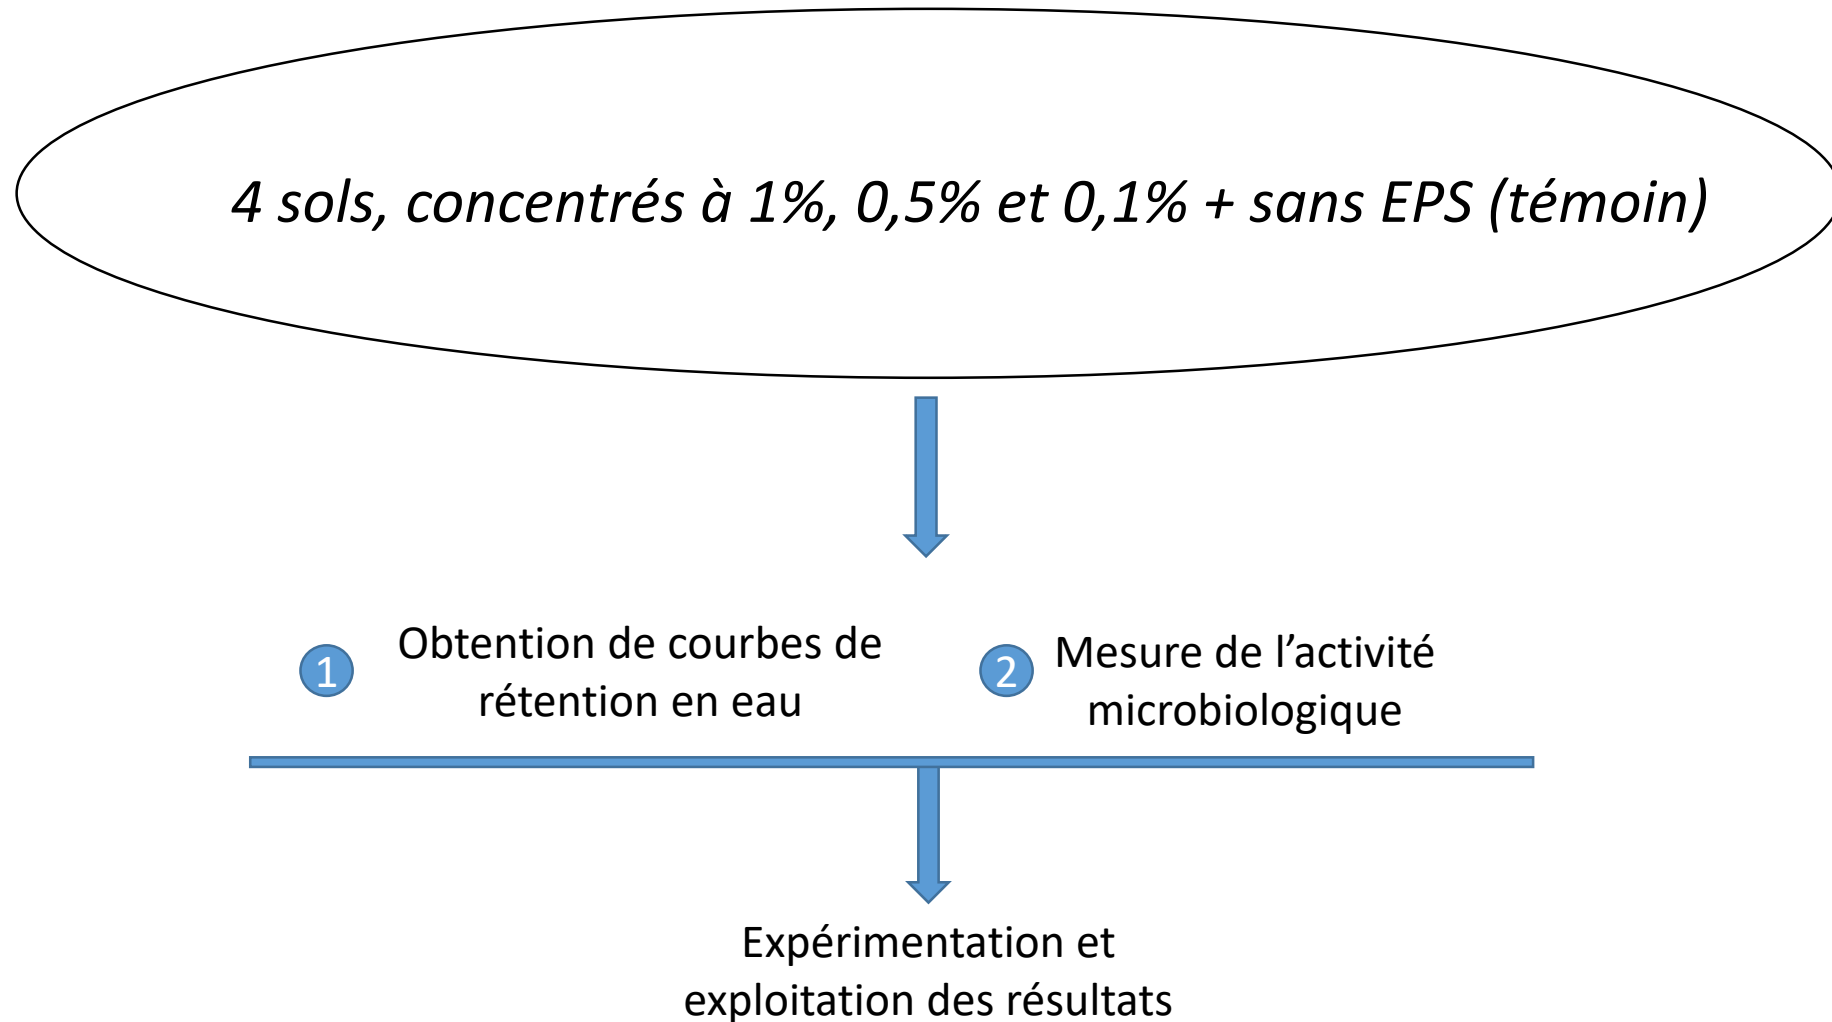 4 sols, concentrés à 1%, 0,5% et 0,1% + sans EPS (témoin)
1
Obtention de courbes de
rétention en eau
2
Mesure de l’activité
microbiologique
Expérimentation et
exploitation des résultats